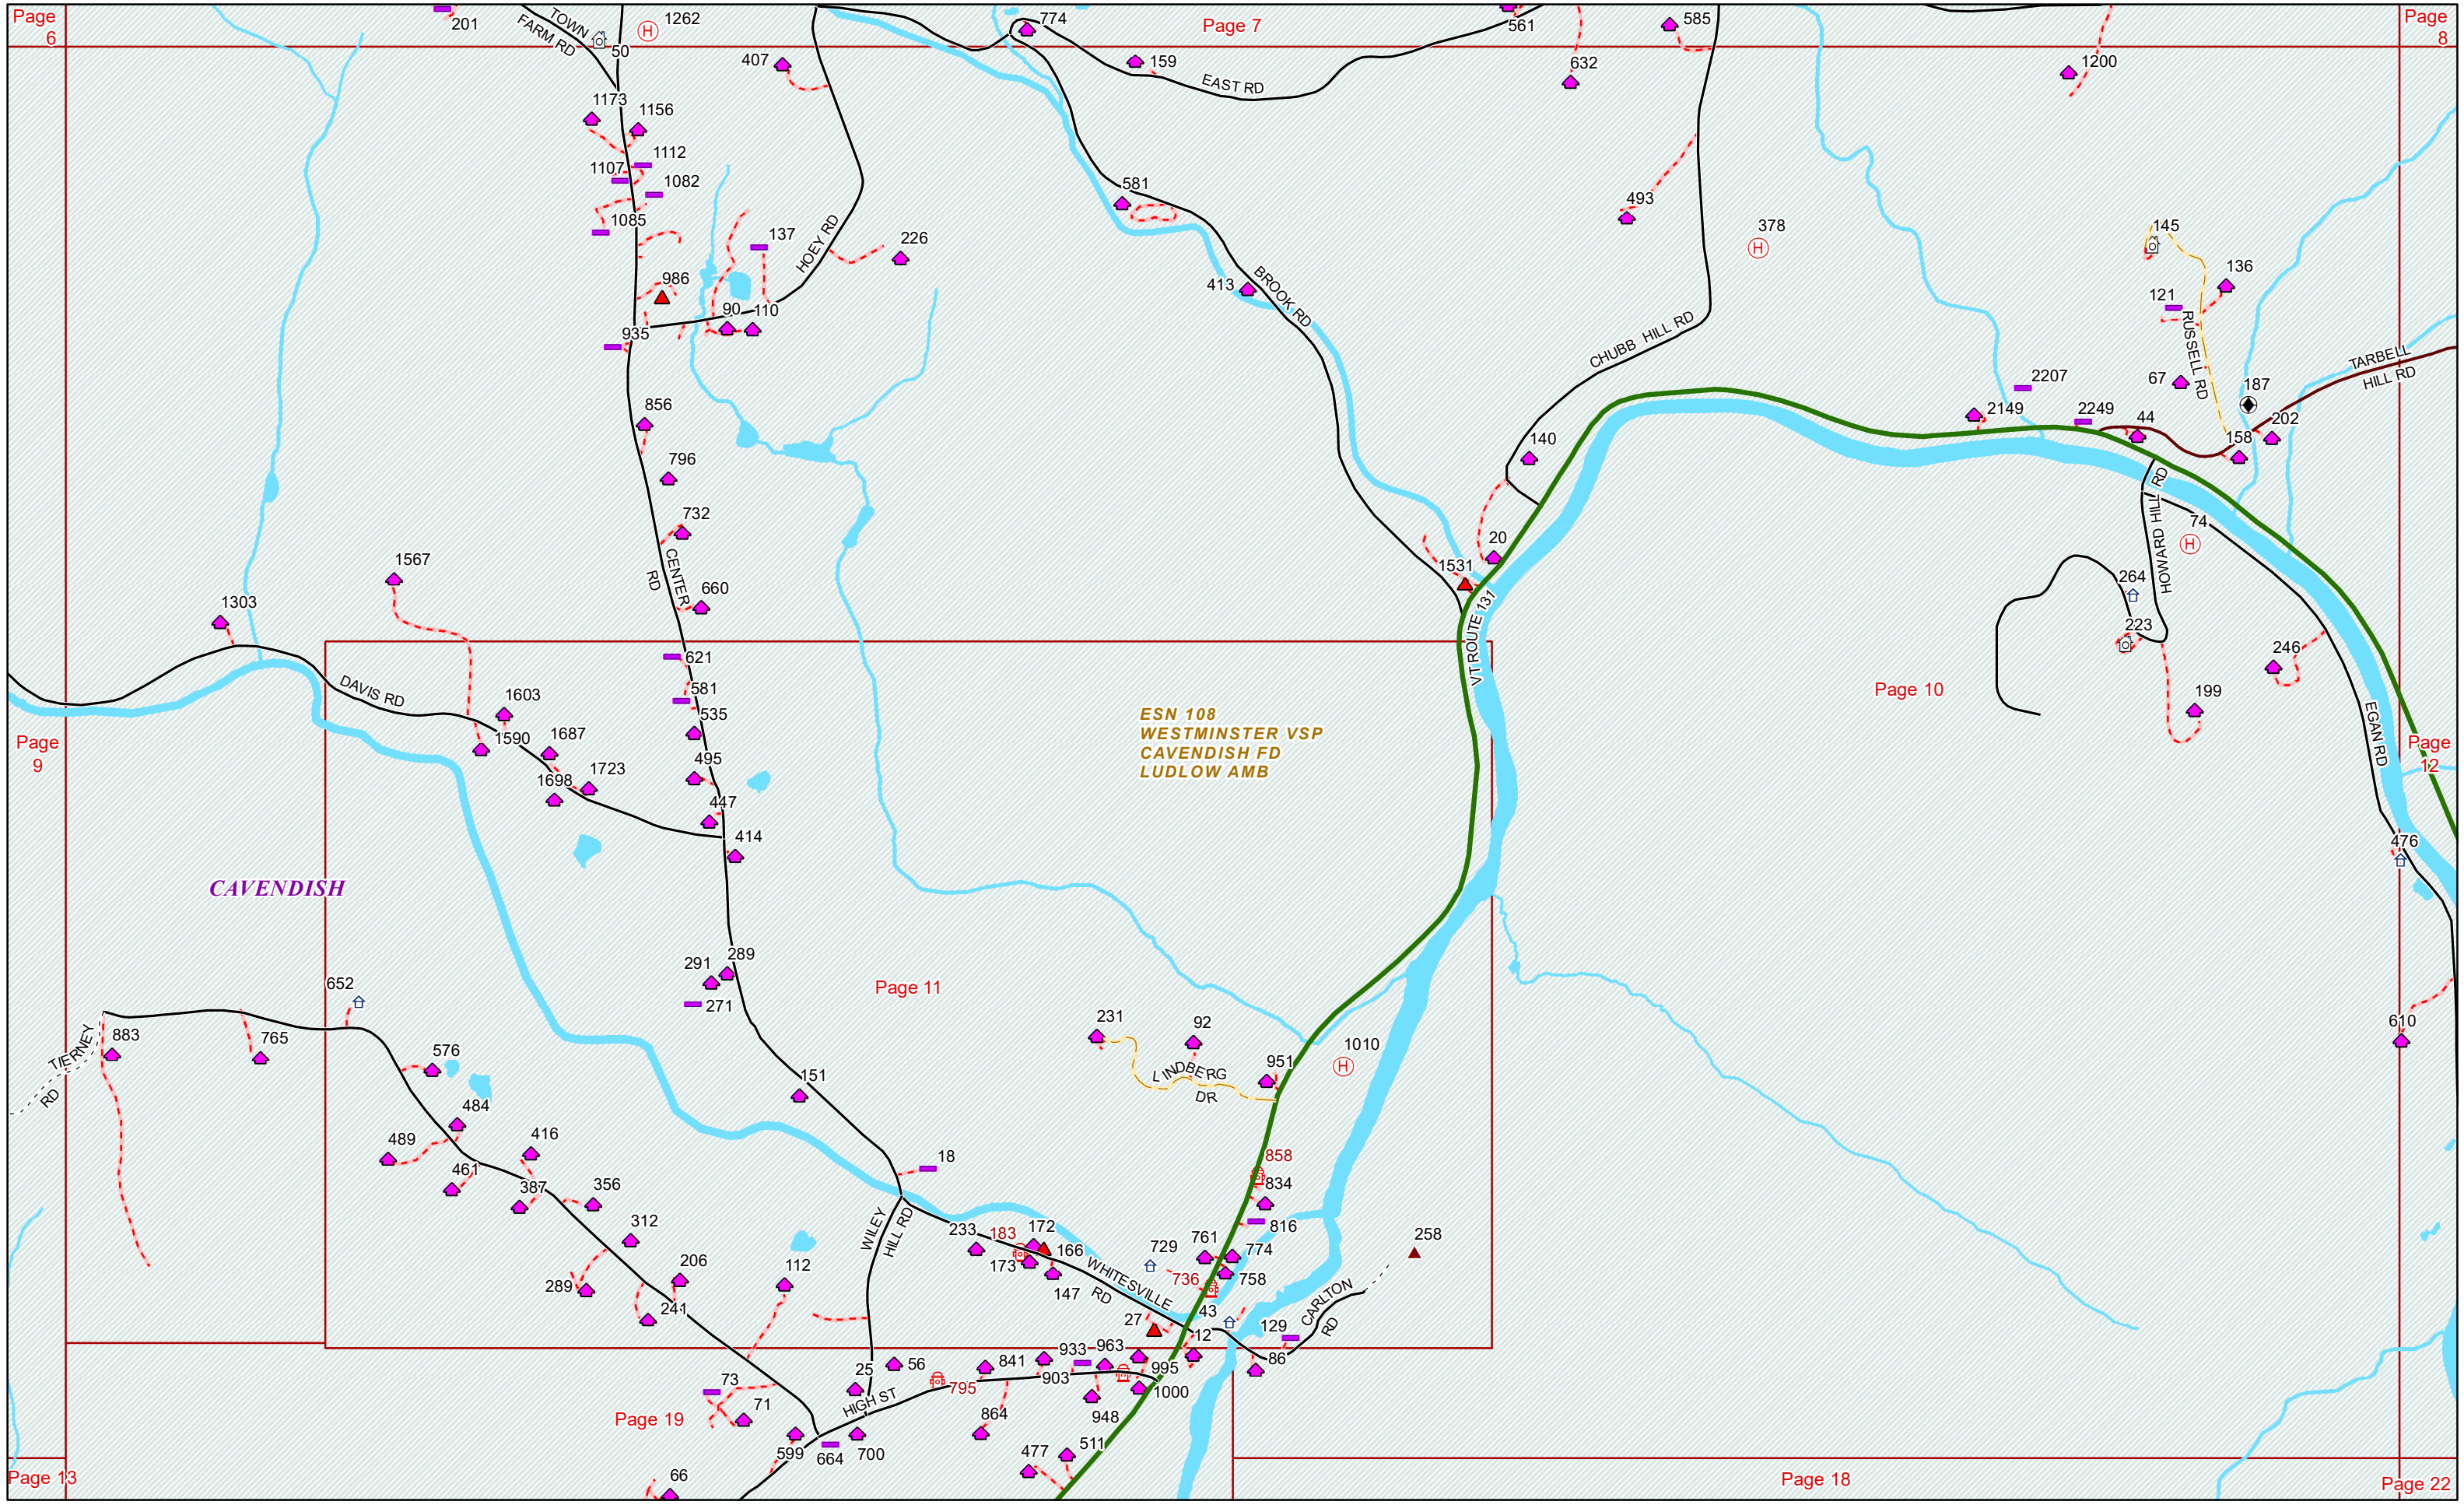 Page
6
201
TOWN
FARM RD
50
H
1262
774
Page 7
561
585
Page
8
407
159
EAST RD
632
1200
1173
1156
1107
1112
1082
1085
137
HOEY RD
226
581
493
H
378
145
136
986
413
BROOK RD
121
RUSSELL RD
90
110
935
CHUBB HILL RD
TARBELL
HILL RD
67
187
2207
856
2149
2249
44
202
158
140
796
HOWARD HILL RD
732
74
H
CENTER
RD
1567
20
1531
660
264
1303
VT ROUTE 131
223
246
621
DAVIS RD
581
Page 10
199
1603
535
ESN 108
WESTMINSTER VSP
CAVENDISH FD
LUDLOW AMB
EGAN RD
1590
1687
Page
9
Page
12
495
1698
1723
447
414
476
CAVENDISH
289
291
271
Page 11
652
231
92
H
1010
610
TIERNEY
RD
883
765
576
LINDBERG
DR
951
151
484
489
416
461
18
858
387
356
834
WILEY
HILL RD
312
233
183
172
166
173
816
761
774
729
258
206
289
112
147
WHITESVILLE
RD
736
758
241
27
43
12
129
CARLTON
RD
86
73
25
56
841
933
963
995
903
1000
795
HIGH ST
71
Page 19
864
948
599
664
700
477
511
66
Page 13
Page 18
Page 22